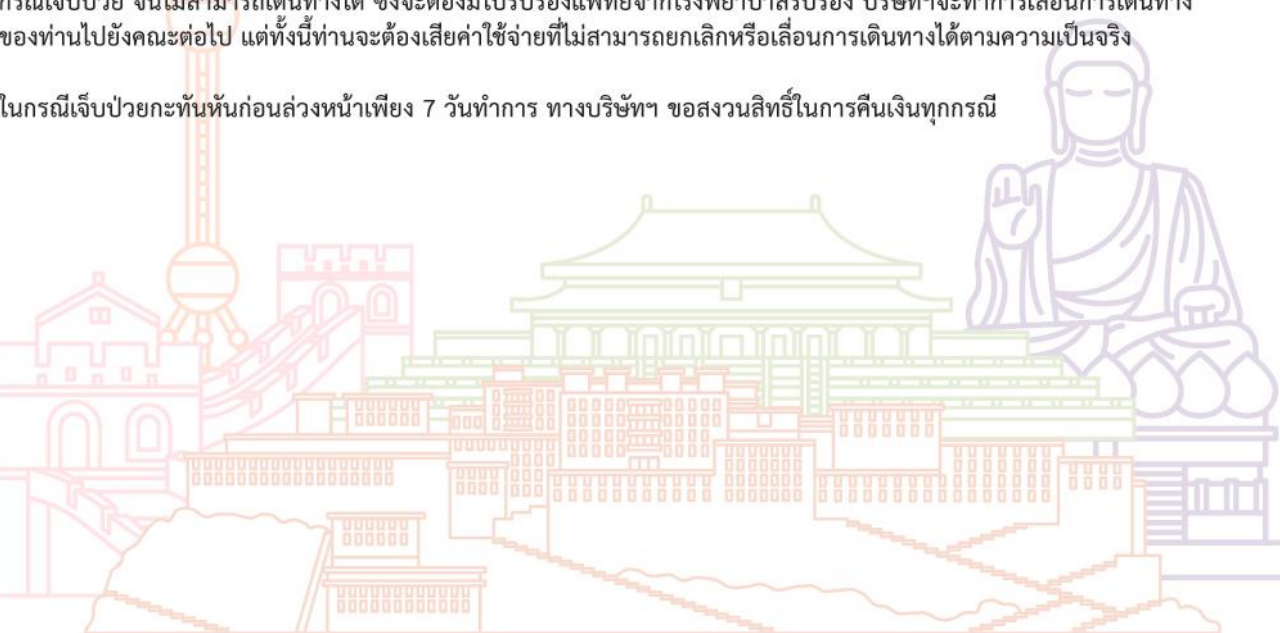 กรณีเจ็บป่วย จนไม่สามารถเดินทางได้ ซึ่งจะต้องมีใบรับรองแพทย์จากโรงพยาบาลรับรอง บริษัทฯจะทำการเลื่อนการเดินทาง
ของท่านไปยังคณะต่อไป แต่ทั้งนี้ท่านจะต้องเสียค่าใช้จ่ายที่ไม่สามารถยกเลิกหรือเลื่อนการเดินทางได้ตามความเป็นจริง
ในกรณีเจ็บป่วยกะทันหันก่อนล่วงหน้าเพียง 7 วันทำการ ทางบริษัทฯ ขอสงวนสิทธิ์ในการคืนเงินทุกกรณี